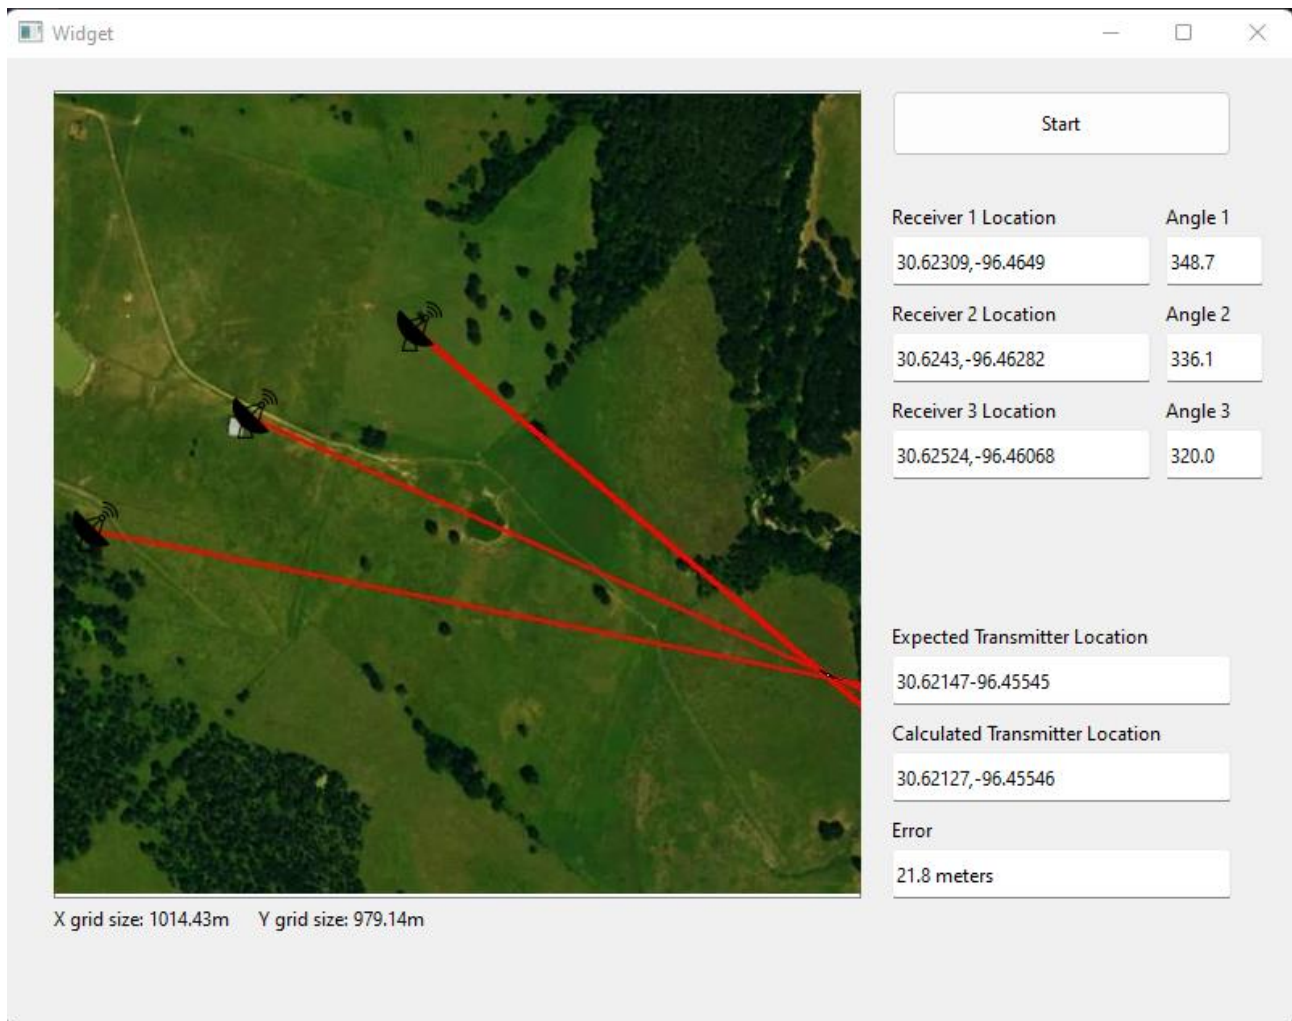 Widget
Start
Receiver 1 Location
Angle 1
30.62309,-96.4649
348.7
Receiver 2 Location
Angle 2
30.6243,-96.46282
336.1
Receiver 3 Location
Angle 3
30.62524,-96.46068
320.0
Expected Transmitter Location
30.62147-96.45545
Calculated Transmitter Location
30.62127,-96.45546
Error
21.8 meters
X grid size: 1014.43m
Y grid size: 979.14m